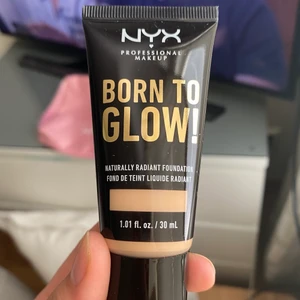 NYX
PROFESSIONAL
MAKEUP
BORN TO
GLOW!
NATURALLY RADIANT FOUNDATION
FOND DE TEINT LIQUIDE RADIANT
1.01 fl. oz. / 30 mL